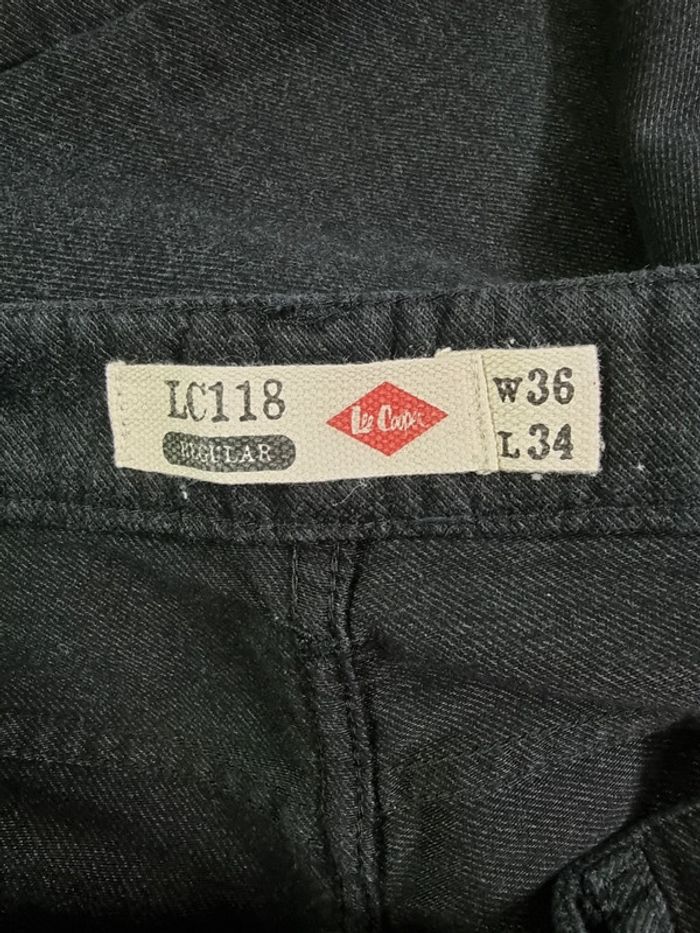 LC118
REGULAR
Lee Cooper
W36
L34